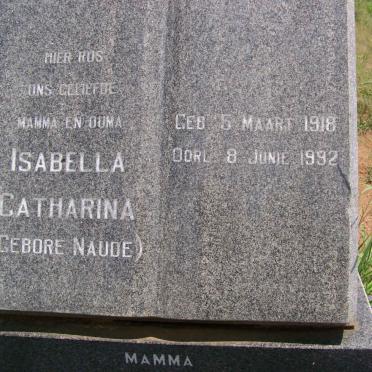 HIER RUS
ONS GELIEFDE
MAMMA EN OUMA
ISABELLA
CATHARINA
(GEBORE NAUDE)
GEB. 5 MAART 1918
OORL. 8 JUNIE 1992
MAMMA